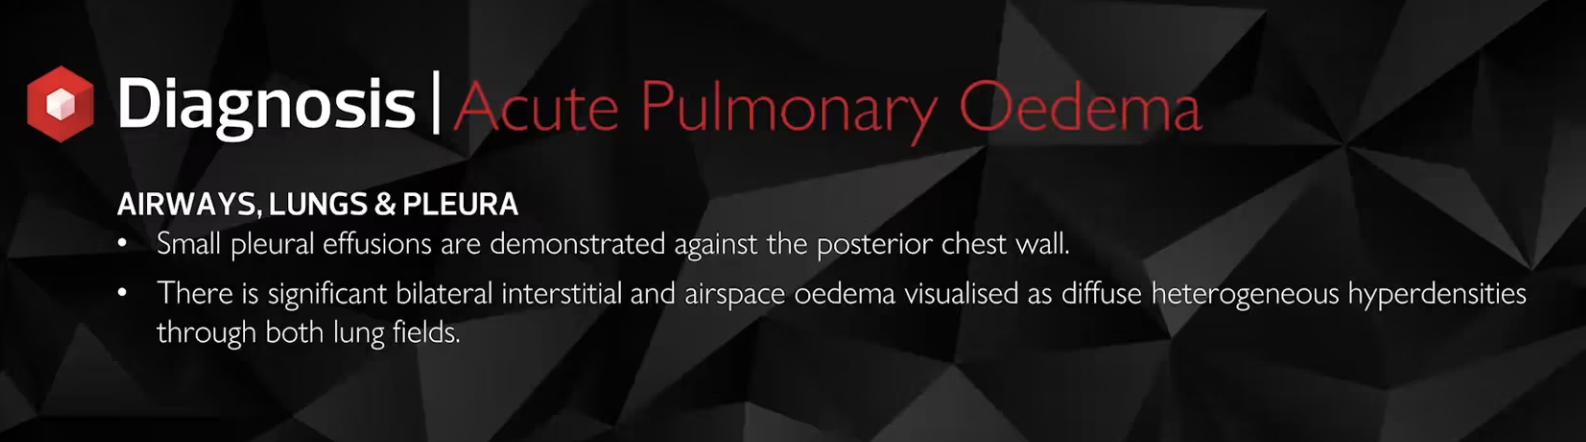 Diagnosis | Acute Pulmonary Oedema
AIRWAYS, LUNGS & PLEURA
• Small pleural effusions are demonstrated against the posterior chest wall.
• There is significant bilateral interstitial and airspace oedema visualised as diffuse heterogeneous hyperdensities
through both lung fields.